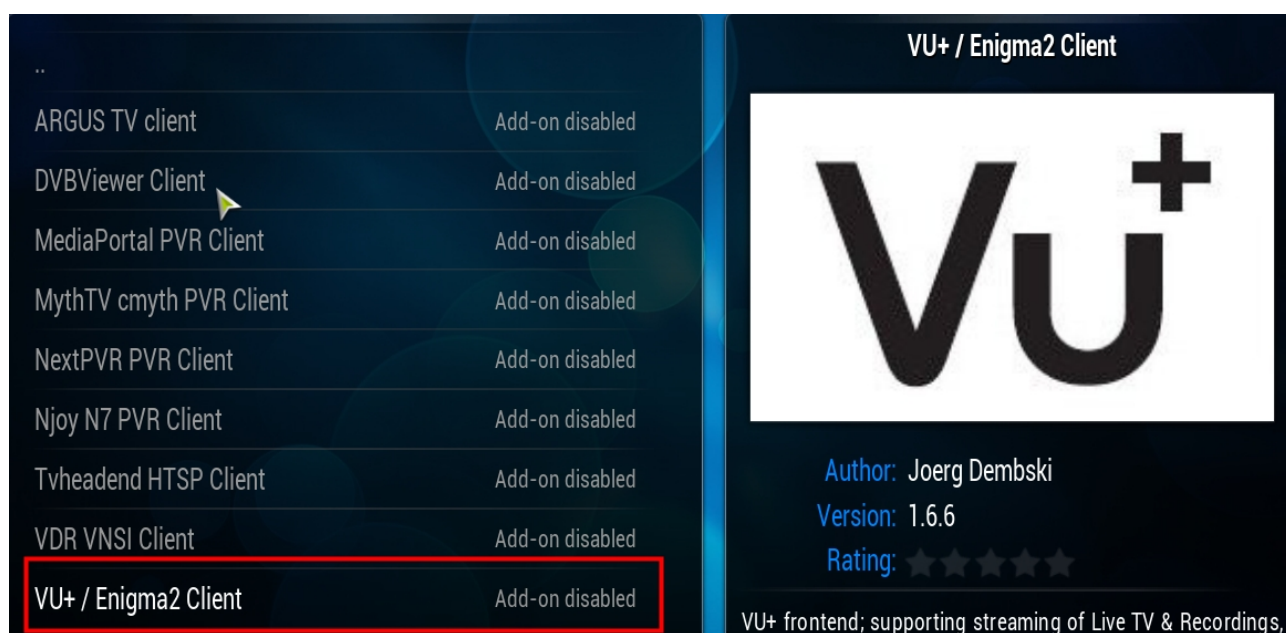 ..
ARGUS TV client Add-on disabled
DVBViewer Client Add-on disabled
MediaPortal PVR Client Add-on disabled
MythTV cmyth PVR Client Add-on disabled
NextPVR PVR Client Add-on disabled
Njoy N7 PVR Client Add-on disabled
Tvheadend HTSP Client Add-on disabled
VDR VNSI Client Add-on disabled
VU+ / Enigma2 Client Add-on disabled
VU+ / Enigma2 Client
Vu+
Author: Joerg Dembski
Version: 1.6.6
Rating:
VU+ frontend; supporting streaming of Live TV & Recordings,